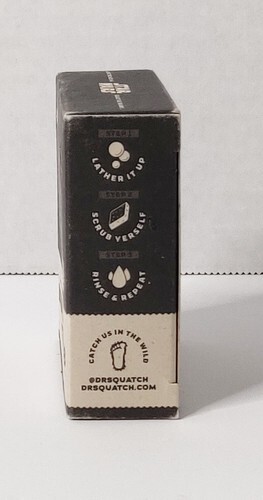 STEP 1
LATHER IT UP
STEP 2
SCRUB YERSELF
STEP 3
RINSE & REPEAT
CATCH US IN THE WILD
@DRSQUATCH
DRSQUATCH.COM